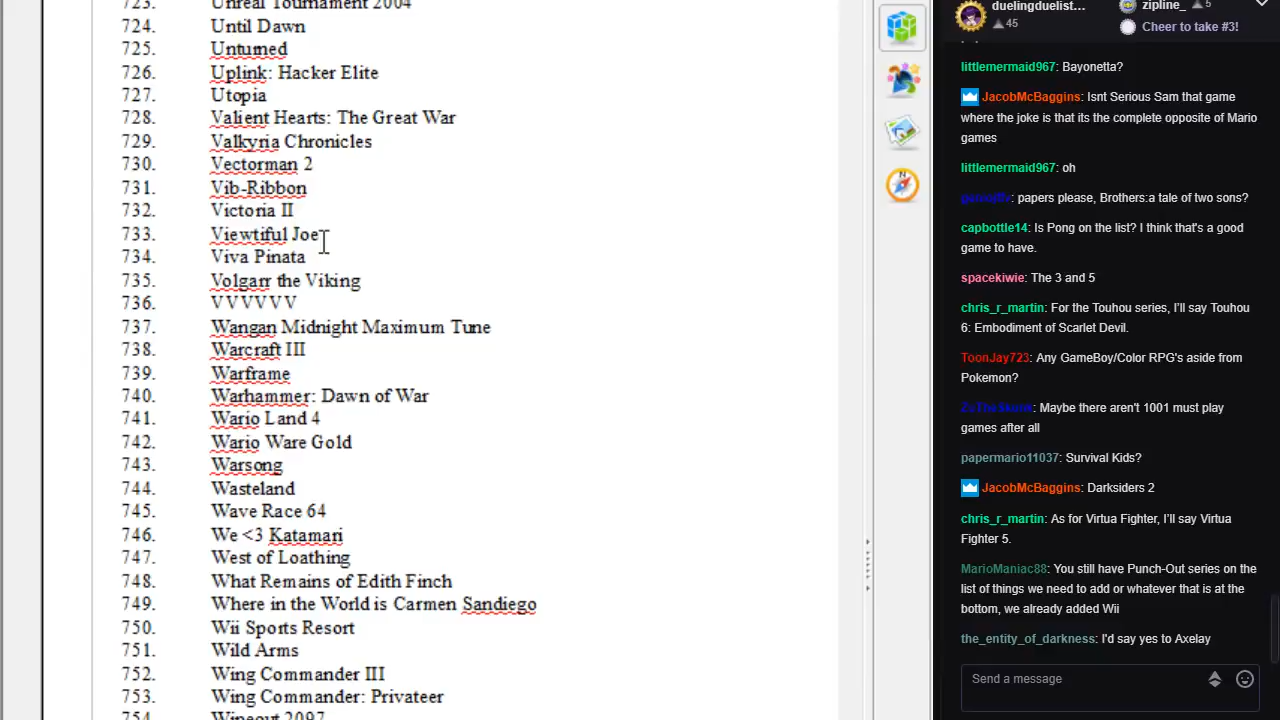 723. Unreal Tournament 2004
724. Until Dawn
725. Unturned
726. Uplink: Hacker Elite
727. Utopia
728. Valient Hearts: The Great War
729. Valkyria Chronicles
730. Vectorman 2
731. Vib-Ribbon
732. Victoria II
733. Viewtiful Joe
734. Viva Pinata
735. Volgarr the Viking
736. VVVVVV
737. Wangan Midnight Maximum Tune
738. Warcraft III
739. Warframe
740. Warhammer: Dawn of War
741. Wario Land 4
742. Wario Ware Gold
743. Warsong
744. Wasteland
745. Wave Race 64
746. We <3 Katamari
747. West of Loathing
748. What Remains of Edith Finch
749. Where in the World is Carmen Sandiego
750. Wii Sports Resort
751. Wild Arms
752. Wing Commander III
753. Wing Commander: Privateer
754. Wipeout 2097
duelingduelist...
45
zipline_ 5
Cheer to take #3!
littlemermaid967: Bayonetta?
JacobMcBaggins: Isnt Serious Sam that game
where the joke is that its the complete opposite of Mario
games
littlemermaid967: oh
: papers please, Brothers:a tale of two sons?
capbottle14: Is Pong on the list? I think that's a good
game to have.
spacekiwie: The 3 and 5
chris_r_martin: For the Touhou series, I'll say Touhou
6: Embodiment of Scarlet Devil.
ToonJay723: Any GameBoy/Color RPG's aside from
Pokemon?
: Maybe there aren't 1001 must play
games after all
papermario11037: Survival Kids?
JacobMcBaggins: Darksiders 2
chris_r_martin: As for Virtua Fighter, I'll say Virtua
Fighter 5.
MarioManiac88: You still have Punch-Out series on the
list of things we need to add or whatever that is at the
bottom, we already added Wii
the_entity_of_darkness: I'd say yes to Axelay
Send a message